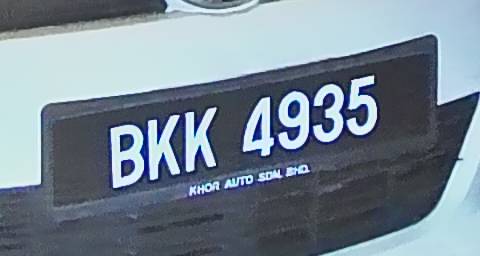 BKK 4935
KHOR AUTO SDN. BHD.